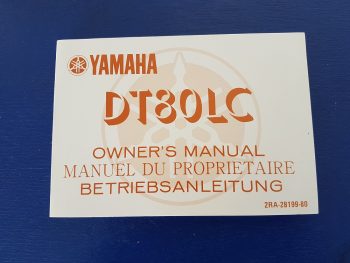 YAMAHA
DT80LC
OWNER'S MANUAL
MANUEL DU PROPRIETAIRE
BETRIEBSANLEITUNG
2RA-28199-80